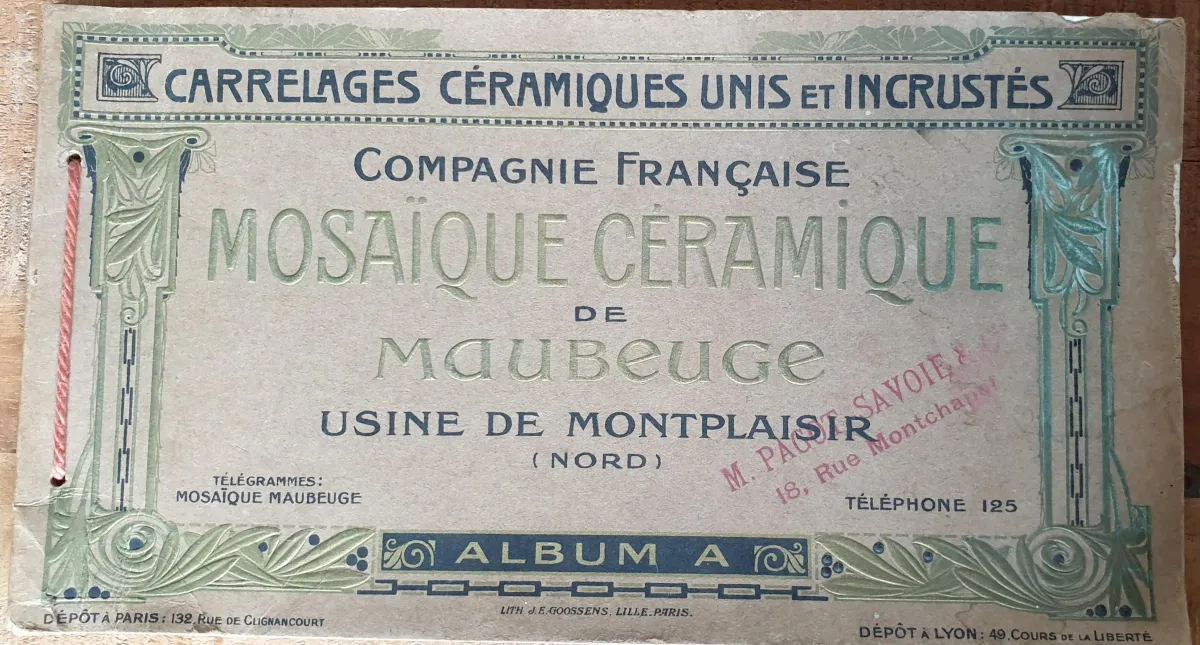 CARRELAGES CÉRAMIQUES UNIS ET INCRUSTÉS
COMPAGNIE FRANÇAISE
MOSAÏQUE CÉRAMIQUE
DE
MAUBEUGE
USINE DE MONTPLAISIR
(NORD)
M. PAGUT SAVOIE &
18, Rue Montchapet
TÉLÉGRAMMES:
MOSAÏQUE MAUBEUGE
TÉLÉPHONE 125
ALBUM A
LITH J.E.GOOSSENS, LILLE.PARIS.
DÉPÔT À PARIS: 132, RUE DE CLIGNANCOURT
DÉPÔT À LYON: 49, COURS DE LA LIBERTÉ